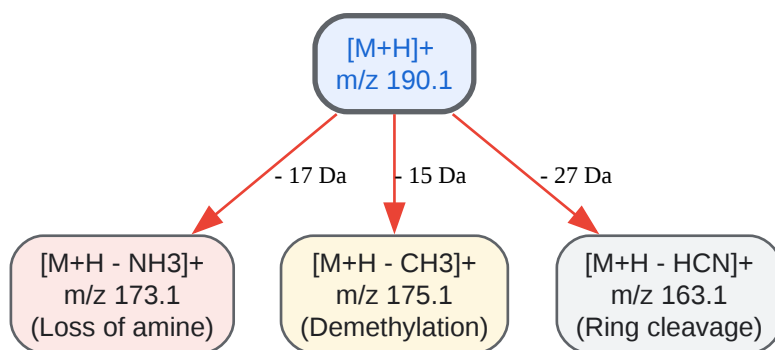 [M+H]+
m/z 190.1
- 17 Da
- 15 Da
- 27 Da
[M+H - NH3]+
m/z 173.1
(Loss of amine)
[M+H - CH3]+
m/z 175.1
(Demethylation)
[M+H - HCN]+
m/z 163.1
(Ring cleavage)